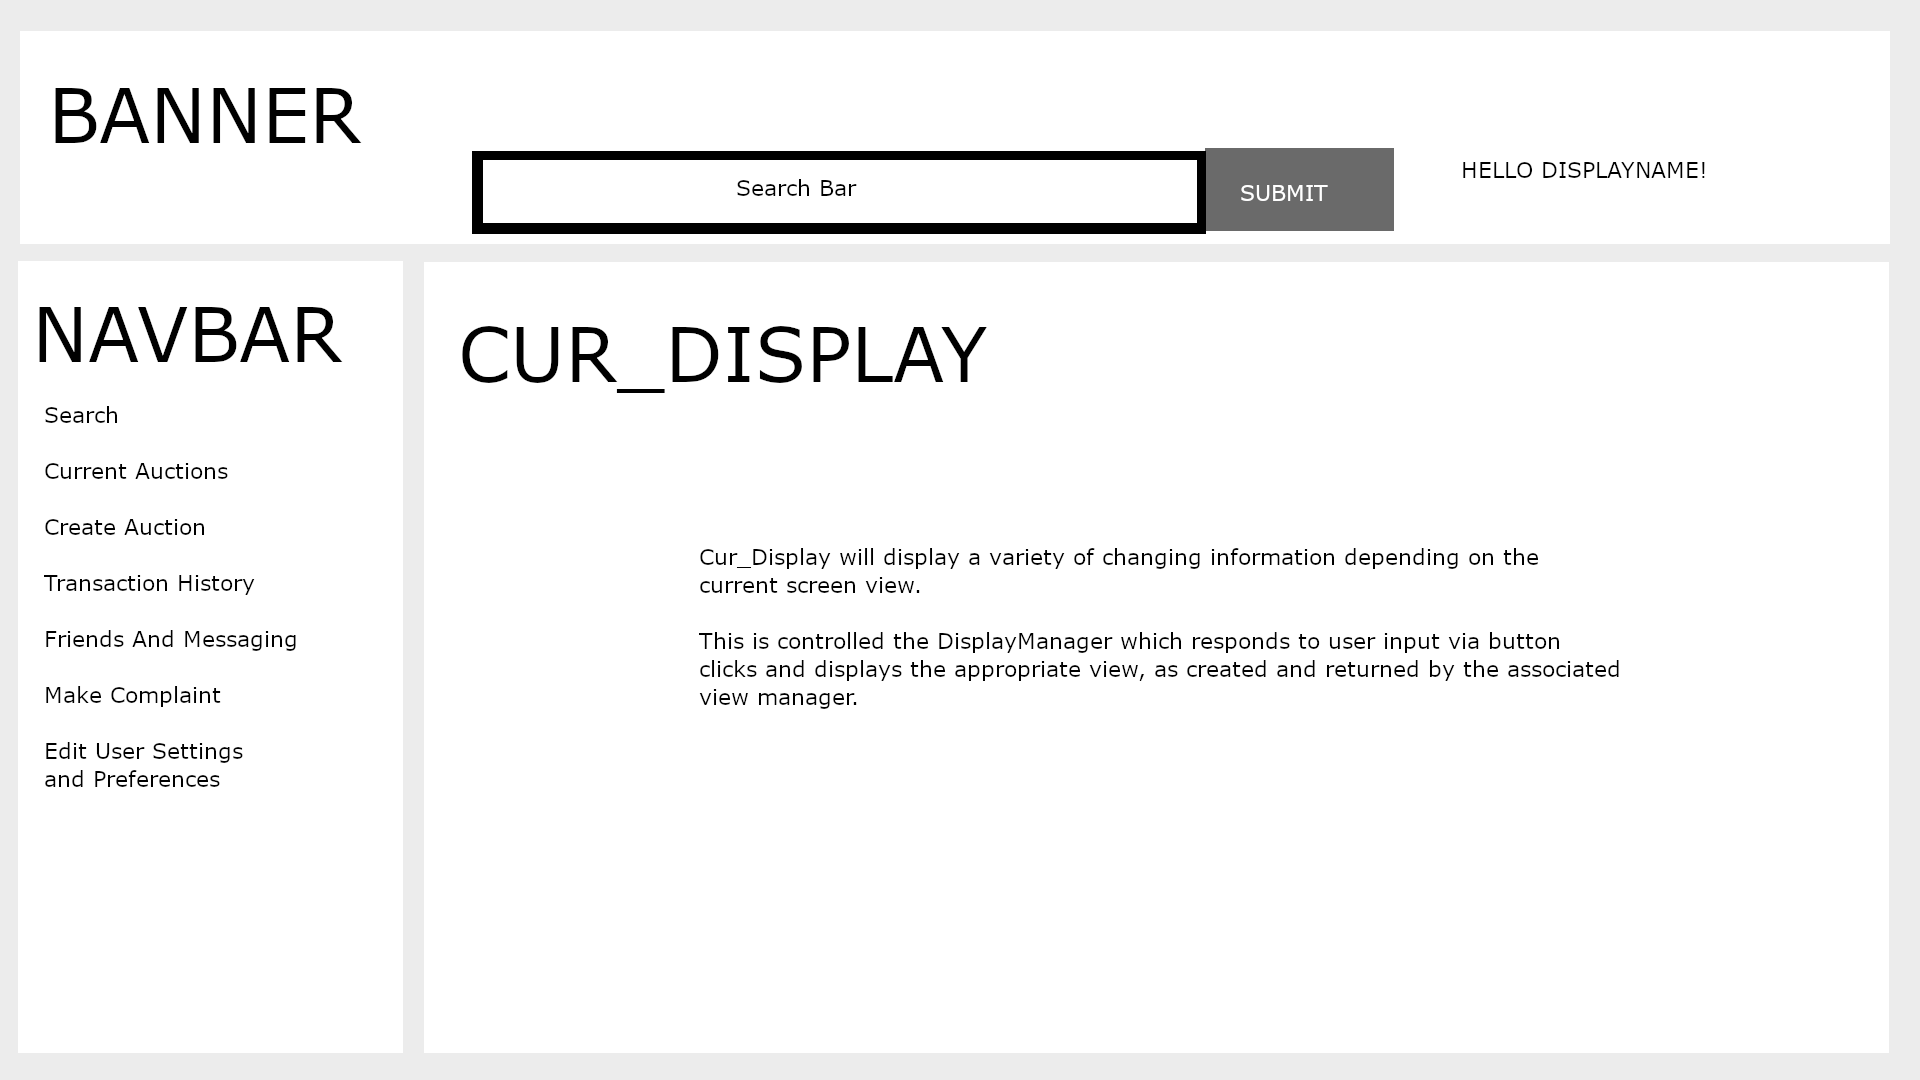 BANNER
Search Bar
SUBMIT
HELLO DISPLAYNAME!
NAVBAR
Search
Current Auctions
Create Auction
Transaction History
Friends And Messaging
Make Complaint
Edit User Settings
and Preferences
CUR_DISPLAY
Cur_Display will display a variety of changing information depending on the
current screen view.
This is controlled the DisplayManager which responds to user input via button
clicks and displays the appropriate view, as created and returned by the associated
view manager.